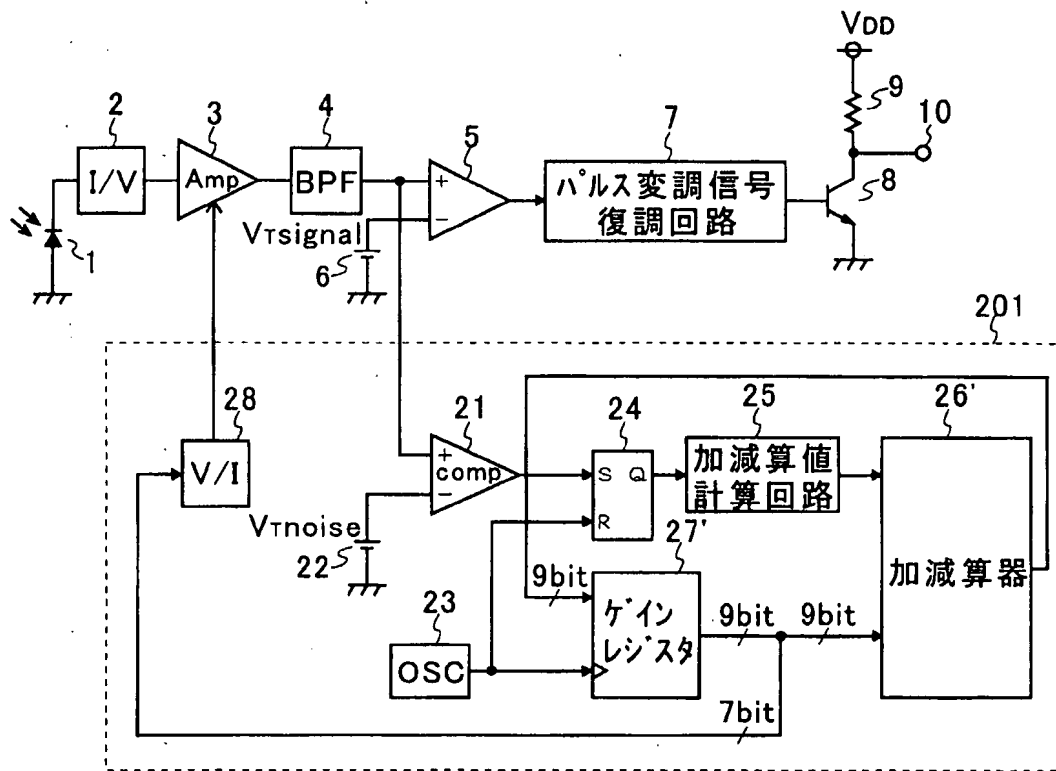 VDD
9
10
2
3
4
5
7
8
I/V
Amp
BPF
+
−
パルス変調信号
復調回路
1
VTsignal
6
201
28
21
24
25
26'
V/I
+
comp
−
S Q
R
加減算値
計算回路
VTnoise
22
27'
9bit
ゲイン
レジスタ
9bit
9bit
加減算器
23
OSC
7bit